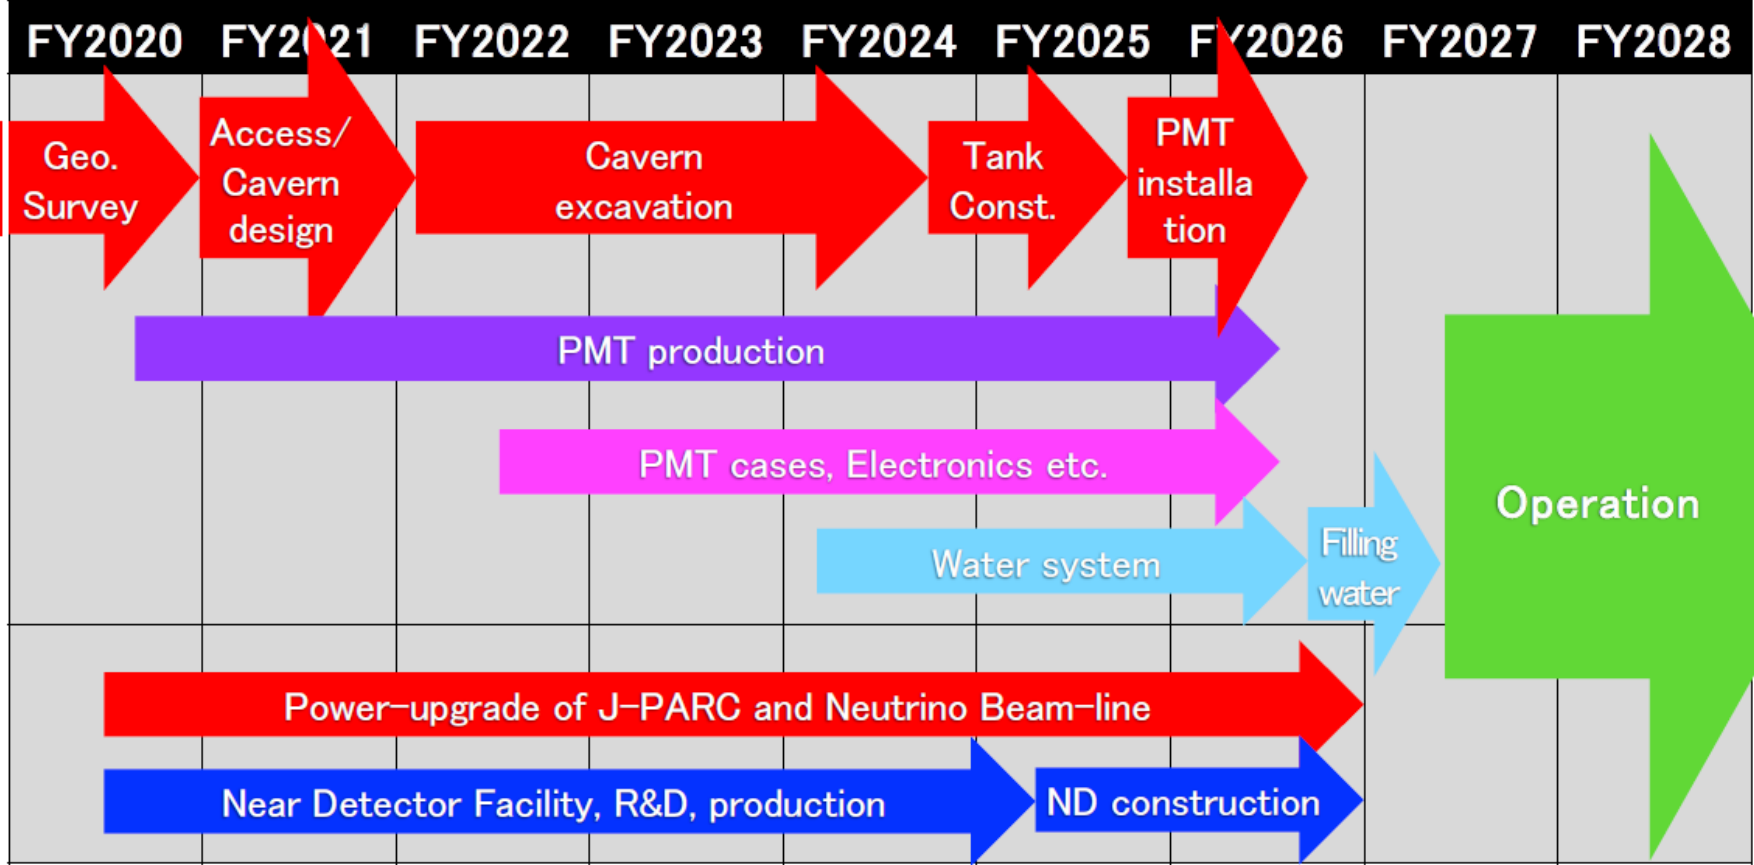 FY2020 FY2021 FY2022 FY2023 FY2024 FY2025 FY2026 FY2027 FY2028
Geo.
Survey
Access/
Cavern
design
Cavern
excavation
Tank
Const.
PMT
installa
tion
PMT production
PMT cases, Electronics etc.
Water system
Filling
water
Operation
Power-upgrade of J-PARC and Neutrino Beam-line
Near Detector Facility, R&D, production
ND construction